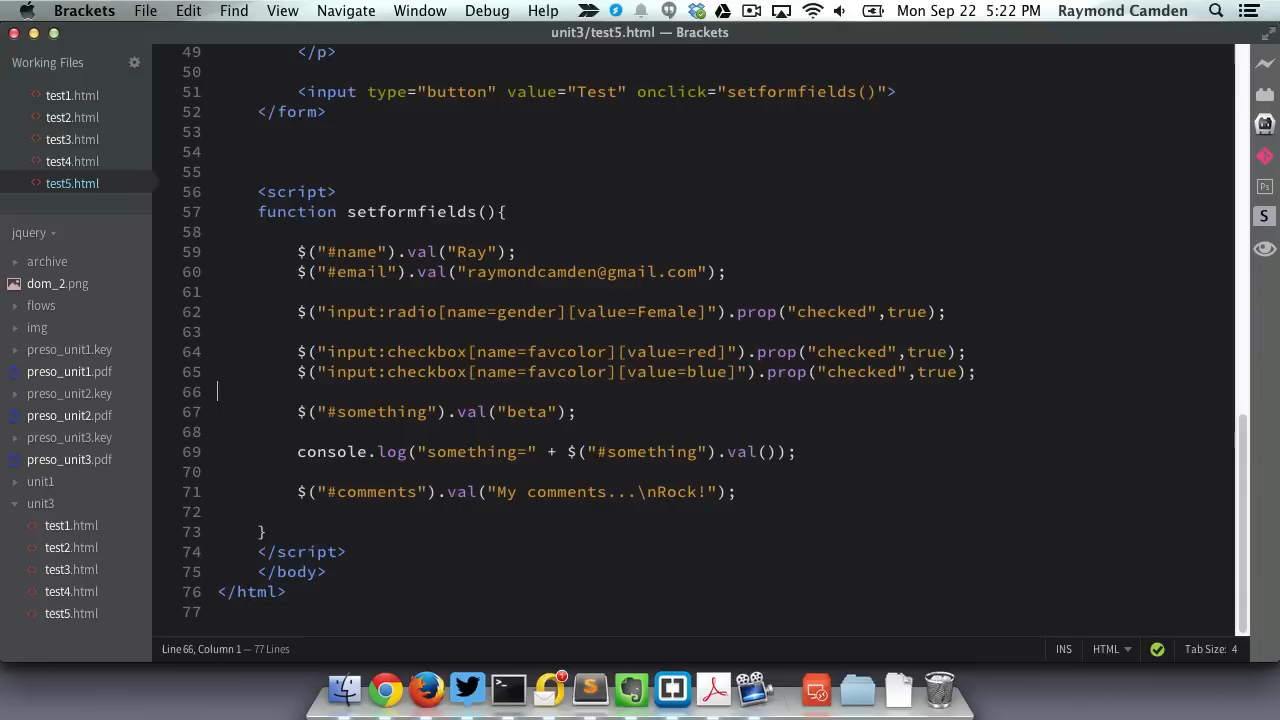 Brackets File Edit Find View Navigate Window Debug Help Mon Sep 22 5:22 PM Raymond Camden
unit3/test5.html — Brackets
Working Files
test1.html
test2.html
test3.html
test4.html
test5.html
jquery
archive
dom_2.png
flows
img
preso_unit1.key
preso_unit1.pdf
preso_unit2.key
preso_unit2.pdf
preso_unit3.key
preso_unit3.pdf
unit1
unit3
test1.html
test2.html
test3.html
test4.html
test5.html
49 </p>
50
51 <input type="button" value="Test" onclick="setformfields()">
52 </form>
53
54
55
56 <script>
57 function setformfields(){
58
59 $("#name").val("Ray");
60 $("#email").val("raymondcamden@gmail.com");
61
62 $("input:radio[name=gender][value=Female]").prop("checked",true);
63
64 $("input:checkbox[name=favcolor][value=red]").prop("checked",true);
65 $("input:checkbox[name=favcolor][value=blue]").prop("checked",true);
66
67 $("#something").val("beta");
68
69 console.log("something=" + $("#something").val());
70
71 $("#comments").val("My comments...\nRock!");
72
73 }
74 </script>
75 </body>
76 </html>
77
Line 66, Column 1 — 77 Lines INS HTML Tab Size: 4
Ps
S